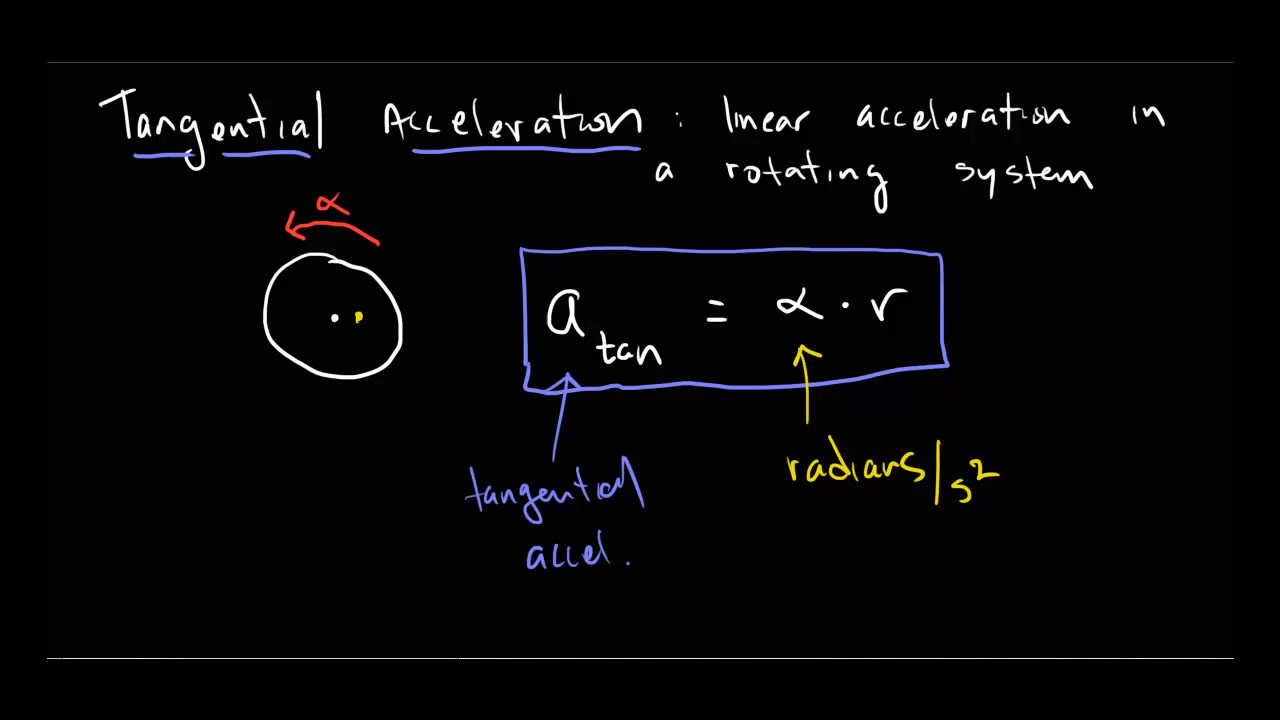 Tangential Acceleration : linear acceleration in
a rotating system
α
a tan = α · r
radians/s²
tangential
accel.